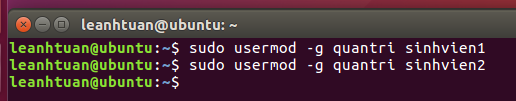 leanhtuan@ubuntu: ~
leanhtuan@ubuntu:~$ sudo usermod -g quantri sinhvien1
leanhtuan@ubuntu:~$ sudo usermod -g quantri sinhvien2
leanhtuan@ubuntu:~$